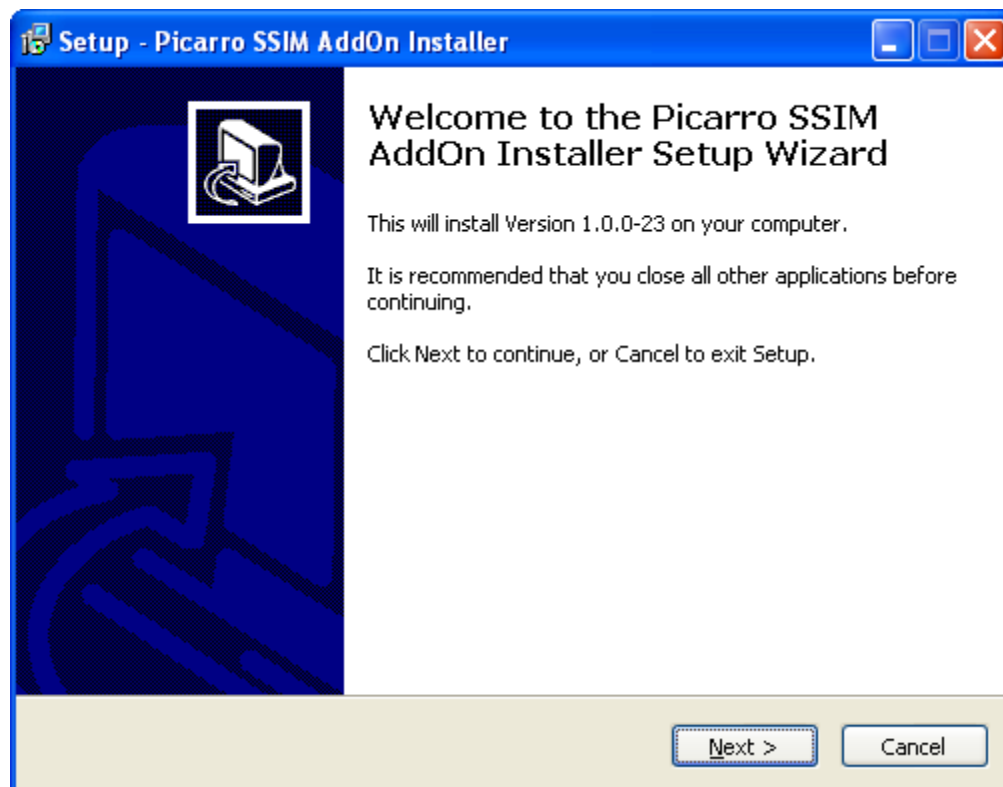 Setup - Picarro SSIM AddOn Installer
Welcome to the Picarro SSIM
AddOn Installer Setup Wizard
This will install Version 1.0.0-23 on your computer.
It is recommended that you close all other applications before
continuing.
Click Next to continue, or Cancel to exit Setup.
Next >
Cancel